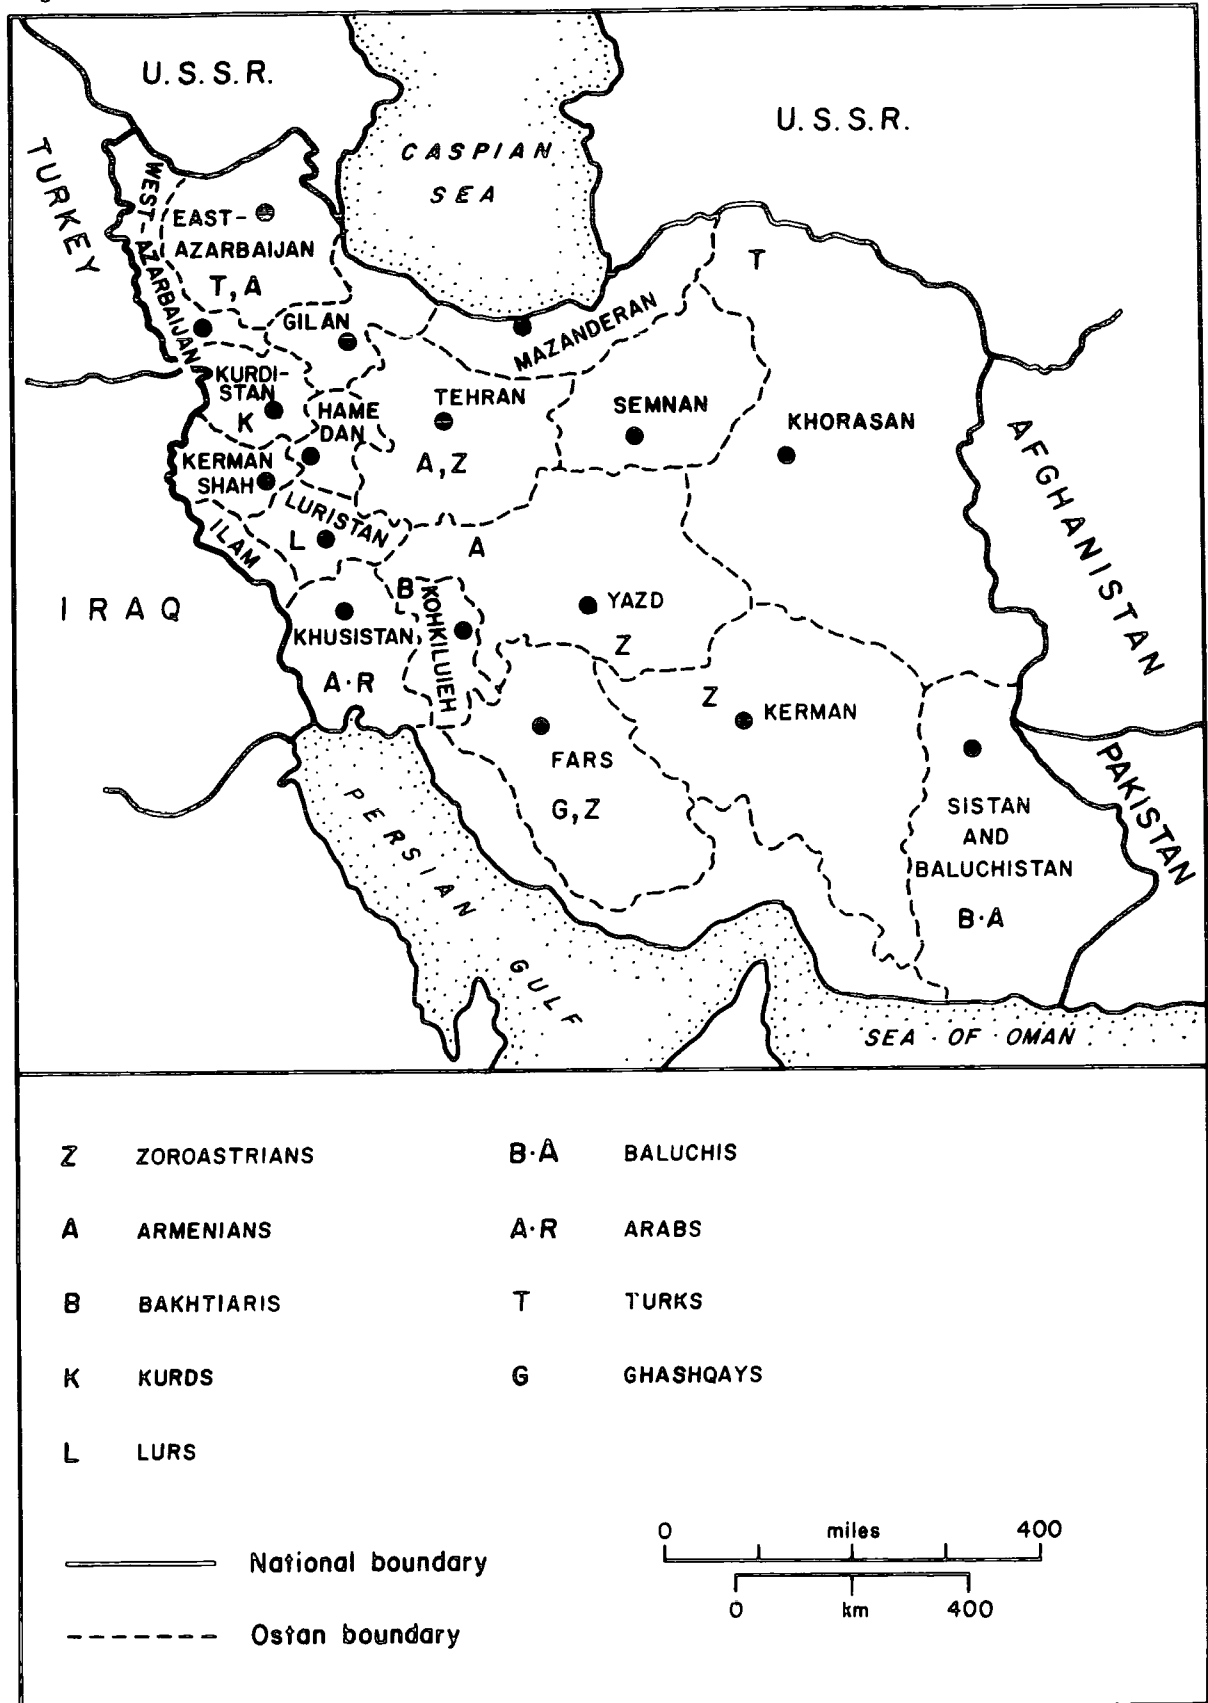 U.S.S.R.
U.S.S.R.
TURKEY
CASPIAN
SEA
WEST-AZARBAIJAN
EAST-
AZARBAIJAN
T, A
T
GILAN
MAZANDERAN
KURDI-
STAN
K
HAME
DAN
TEHRAN
A, Z
SEMNAN
KHORASAN
AFGHANISTAN
KERMAN
SHAH
LURISTAN
L
ILAM
A
IRAQ
B
KOHKILUIEH
YAZD
Z
KHUSISTAN
A·R
Z
KERMAN
FARS
G, Z
PAKISTAN
SISTAN
AND
BALUCHISTAN
B·A
PERSIAN GULF
SEA · OF · OMAN
Z ZOROASTRIANS
A ARMENIANS
B BAKHTIARIS
K KURDS
L LURS
B·A BALUCHIS
A·R ARABS
T TURKS
G GHASHQAYS
National boundary
Ostan boundary
0 miles 400
0 km 400